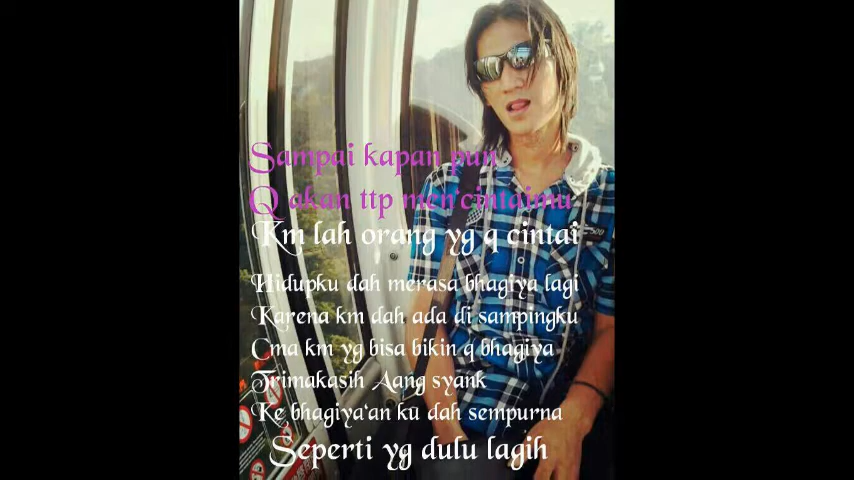 Sampai kapan pun
Q akan ttp men'cintaimu
Km lah orang yg q cintai
Hidupku dah merasa bhagiya lagi
Karena km dah ada di sampingku
Cma km yg bisa bikin q bhagiya
Trimakasih Aang syank
Ke bhagiya'an ku dah sempurna
Seperti yg dulu lagih